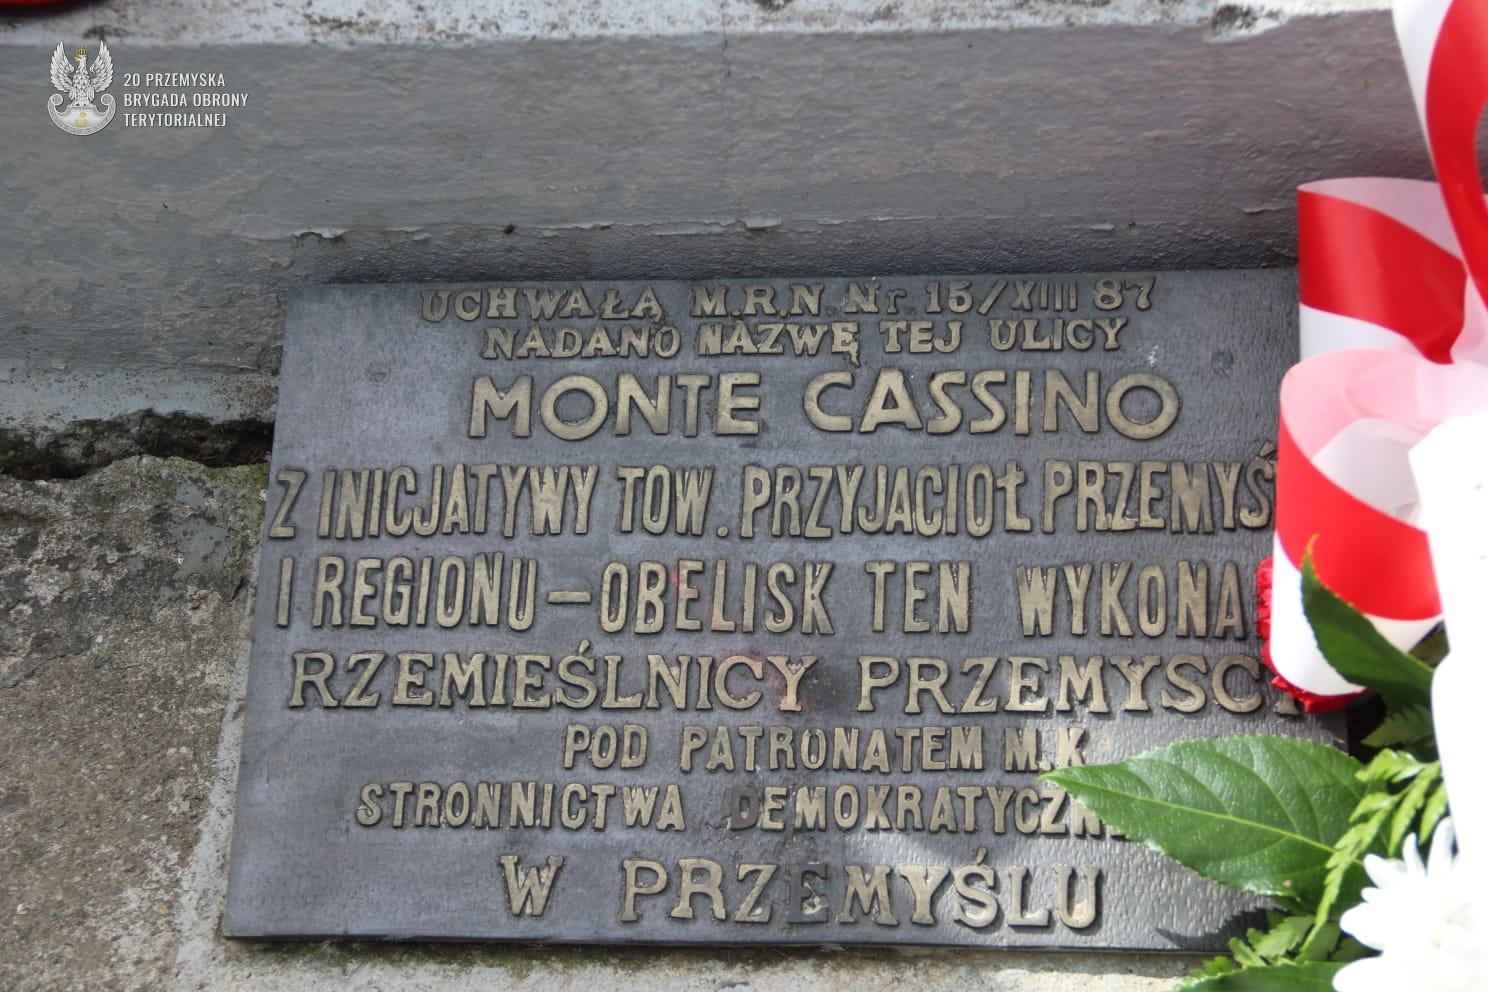 20 PRZEMYSKA
BRYGADA OBRONY
TERYTORIALNEJ
UCHWAŁĄ M.R.N. Nr. 15/XIII 87
NADANO NAZWĘ TEJ ULICY
MONTE CASSINO
Z INICJATYWY TOW. PRZYJACIOŁ PRZEMYŚ
I REGIONU – OBELISK TEN WYKONA
RZEMIEŚLNICY PRZEMYSCY
POD PATRONATEM M.K
STRONNICTWA DEMOKRATYCZNE
W PRZEMYŚLU